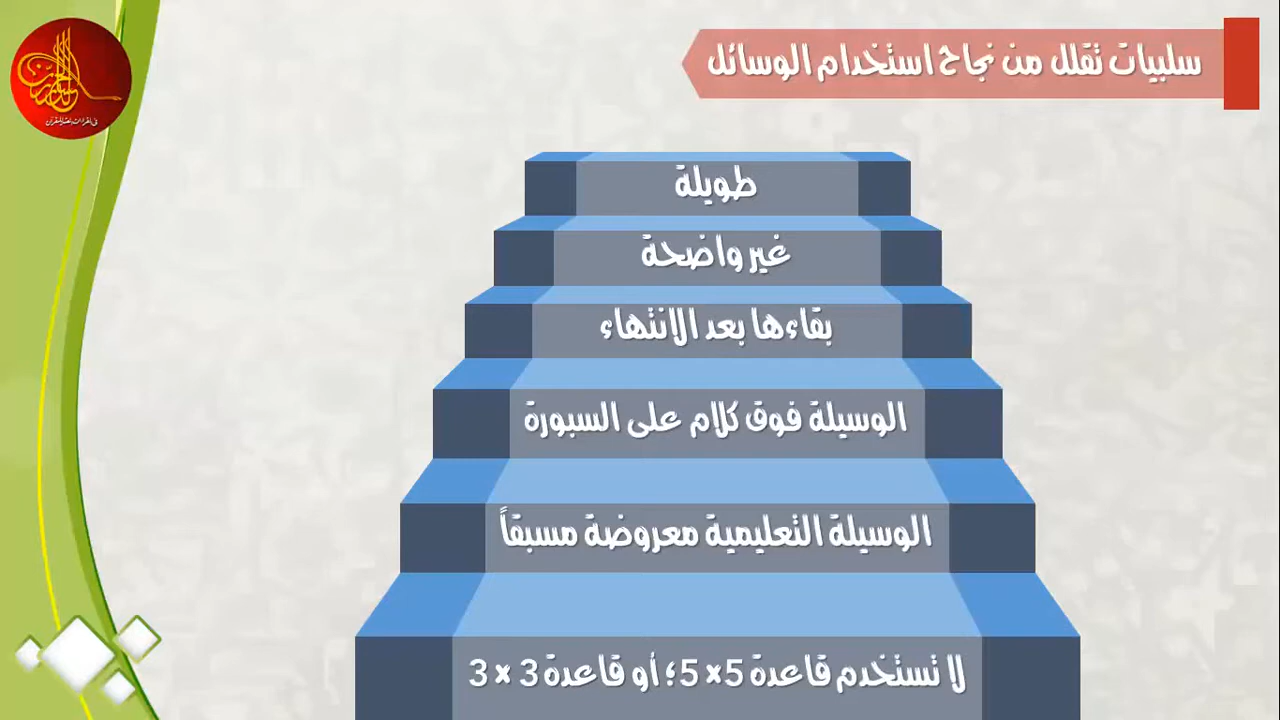 سلبيات تقلل من نجاح استخدام الوسائل
طويلة
غير واضحة
بقاءها بعد الانتهاء
الوسيلة فوق كلام على السبورة
الوسيلة التعليمية معروضة مسبقاً
لا تستخدم قاعدة 5×5؛ أو قاعدة 3 × 3